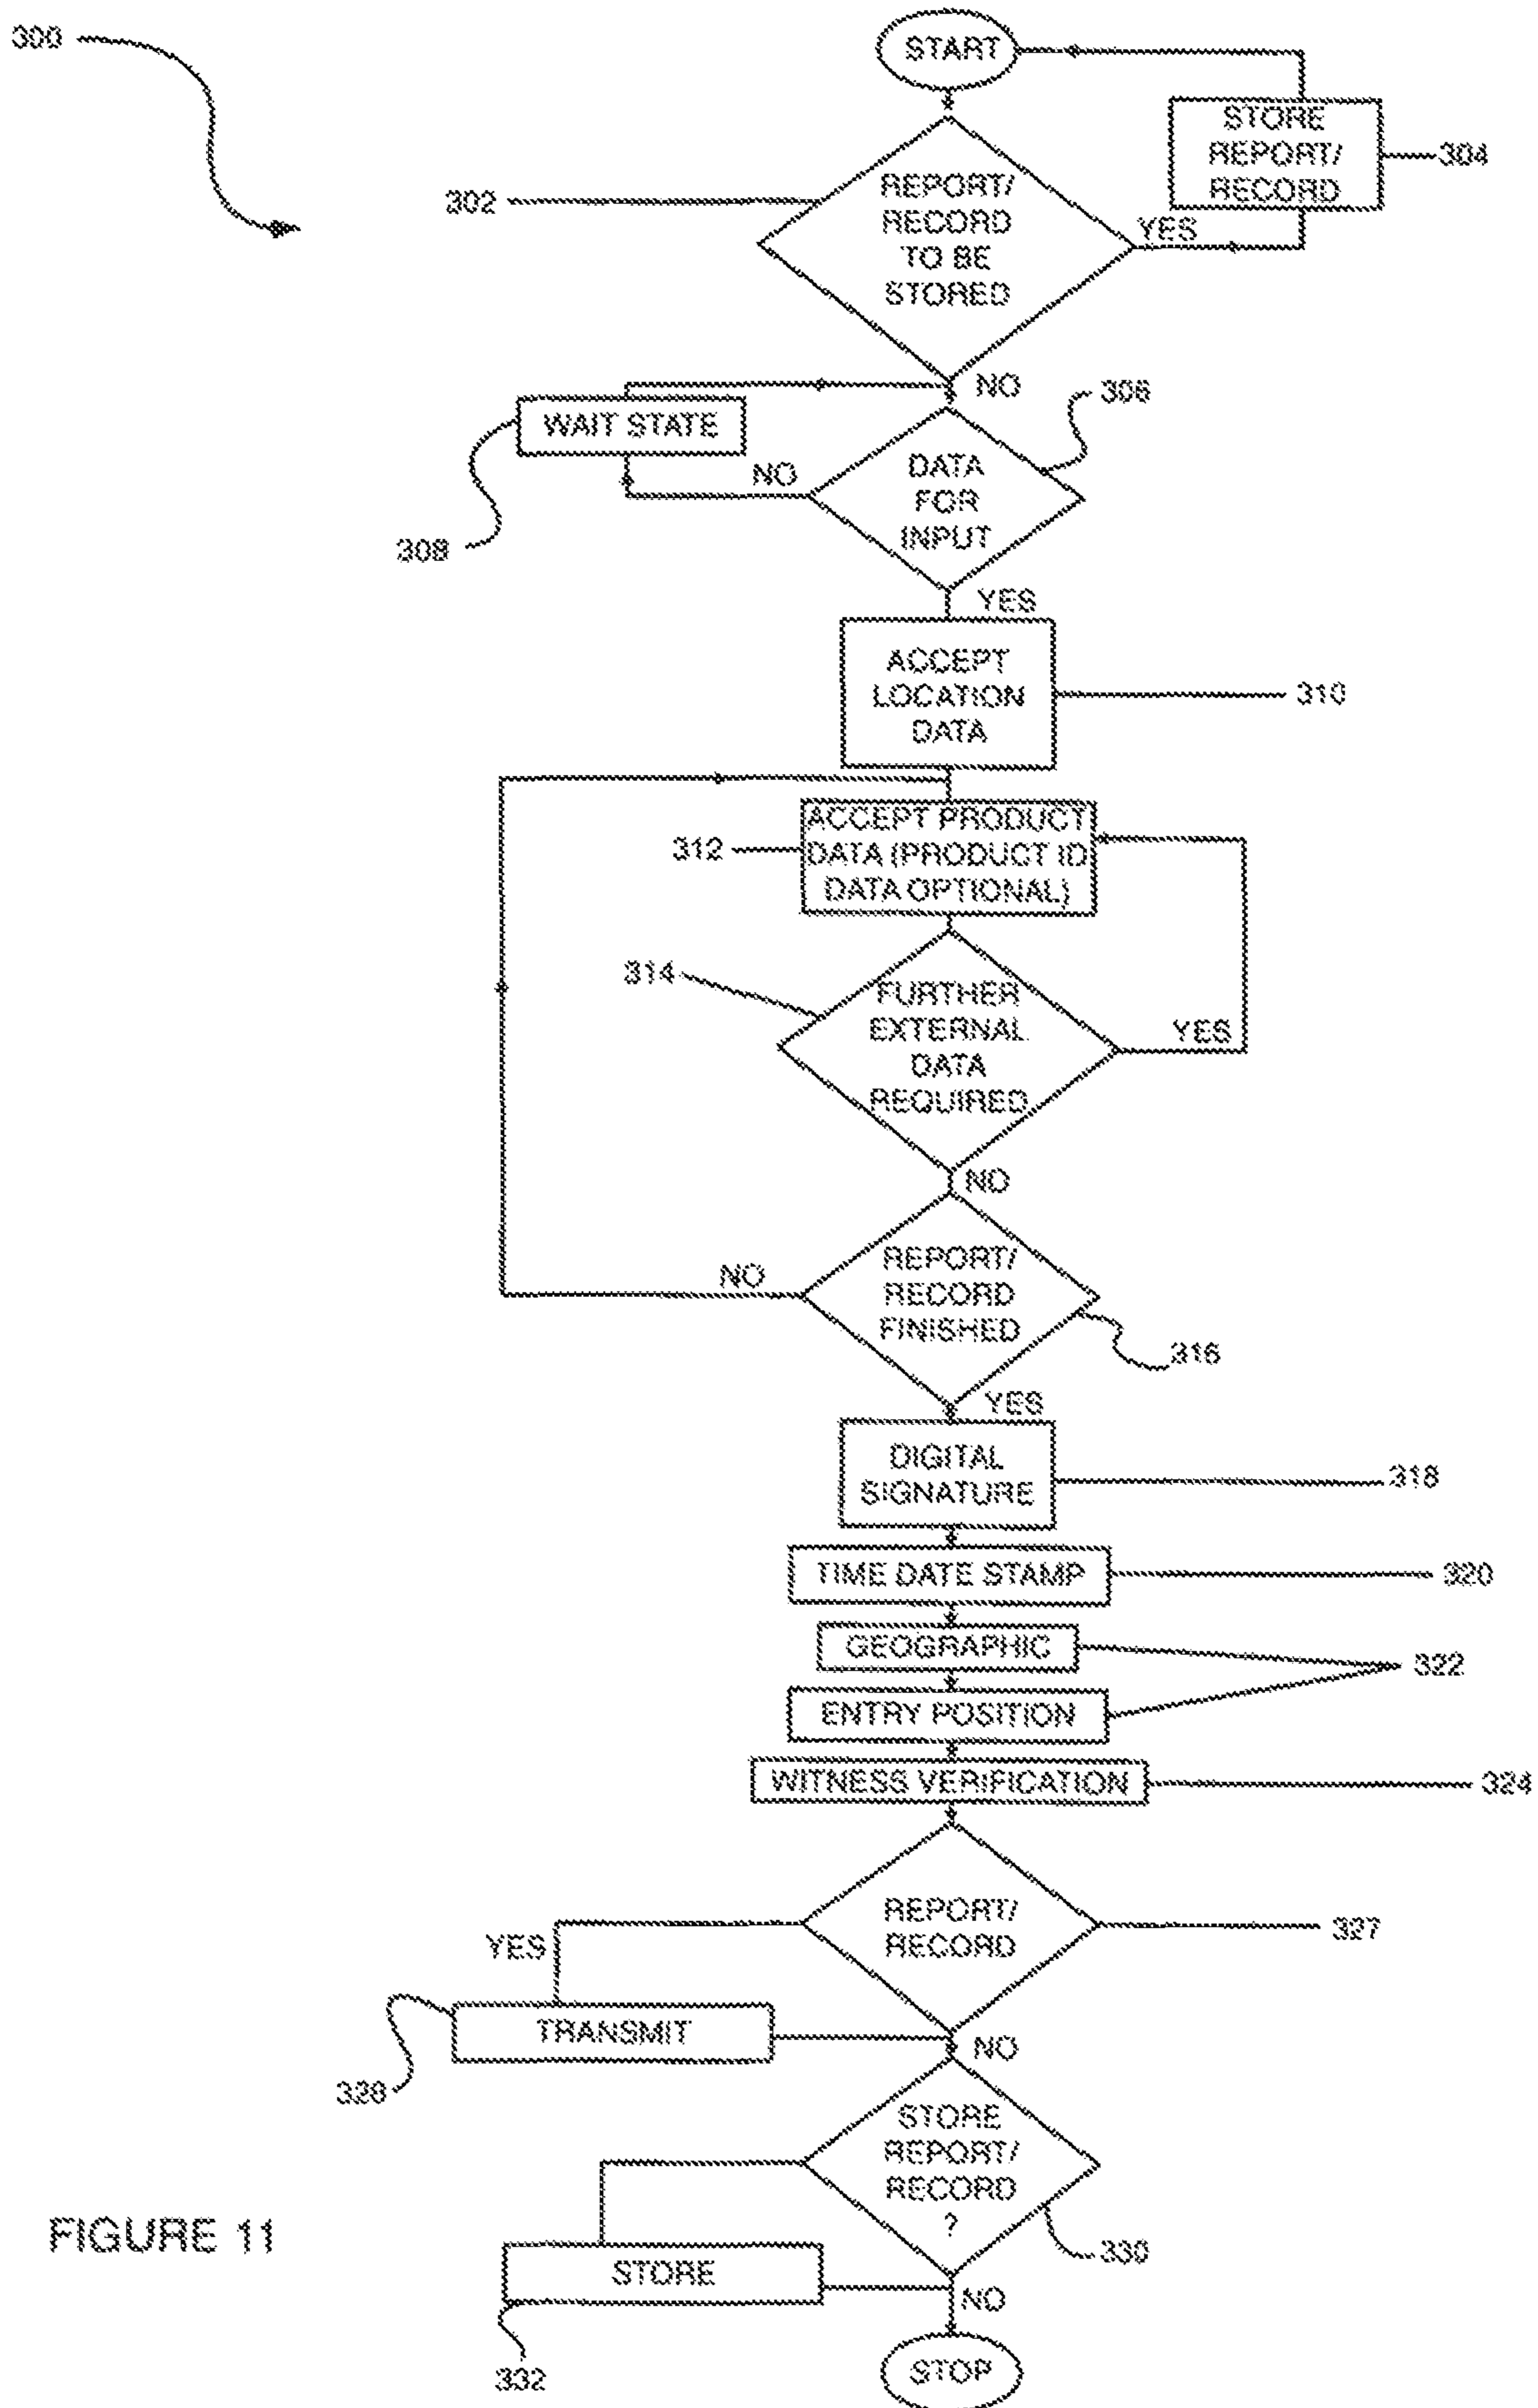 300
START
STORE
REPORT/
RECORD
304
302
REPORT/
RECORD
TO BE
STORED
YES
NO
306
WAIT STATE
NO
DATA
FOR
INPUT
308
YES
ACCEPT
LOCATION
DATA
310
312
ACCEPT PRODUCT
DATA (PRODUCT ID
DATA OPTIONAL)
314
FURTHER
EXTERNAL
DATA
REQUIRED
YES
NO
NO
REPORT/
RECORD
FINISHED
316
YES
DIGITAL
SIGNATURE
318
TIME DATE STAMP
320
GEOGRAPHIC
322
ENTRY POSITION
WITNESS VERIFICATION
324
REPORT/
RECORD
327
YES
TRANSMIT
NO
328
STORE
REPORT/
RECORD
?
330
FIGURE 11
STORE
NO
332
STOP